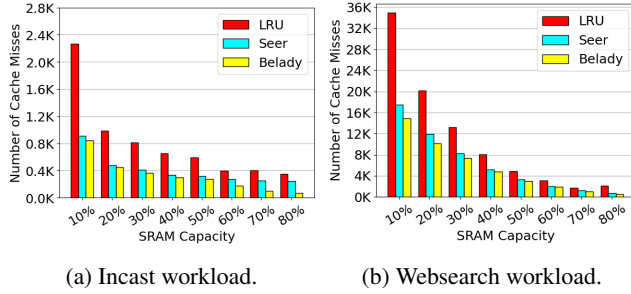 2.8K
2.4K
2.0K
1.6K
1.2K
0.8K
0.4K
0.0K
Number of Cache Misses
LRU
Seer
Belady
10% 20% 30% 40% 50% 60% 70% 80%
SRAM Capacity
(a) Incast workload.
36K
32K
28K
24K
20K
16K
12K
8K
4K
0K
Number of Cache Misses
LRU
Seer
Belady
10% 20% 30% 40% 50% 60% 70% 80%
SRAM Capacity
(b) Websearch workload.